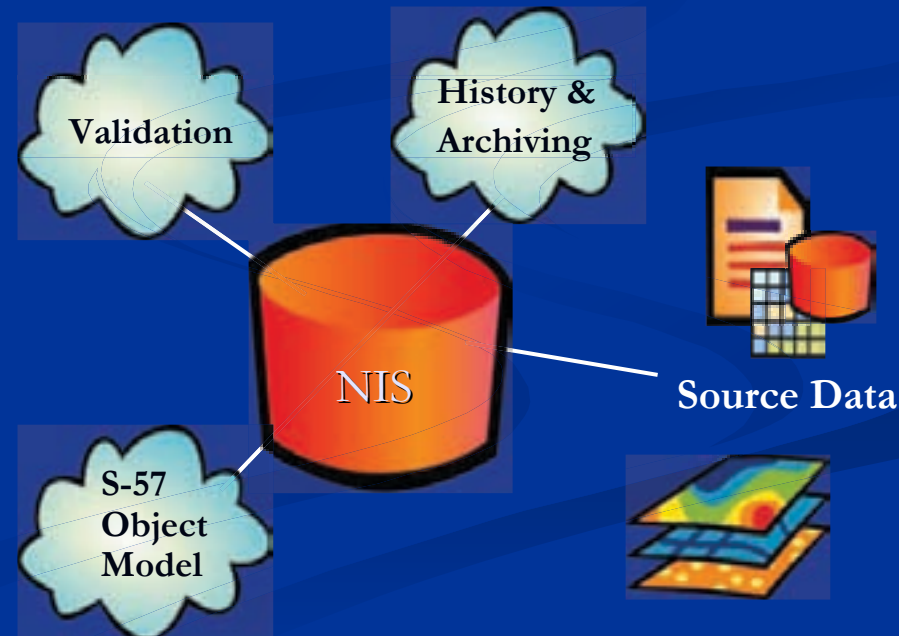 Validation
History &
Archiving
NIS
Source Data
S-57
Object
Model